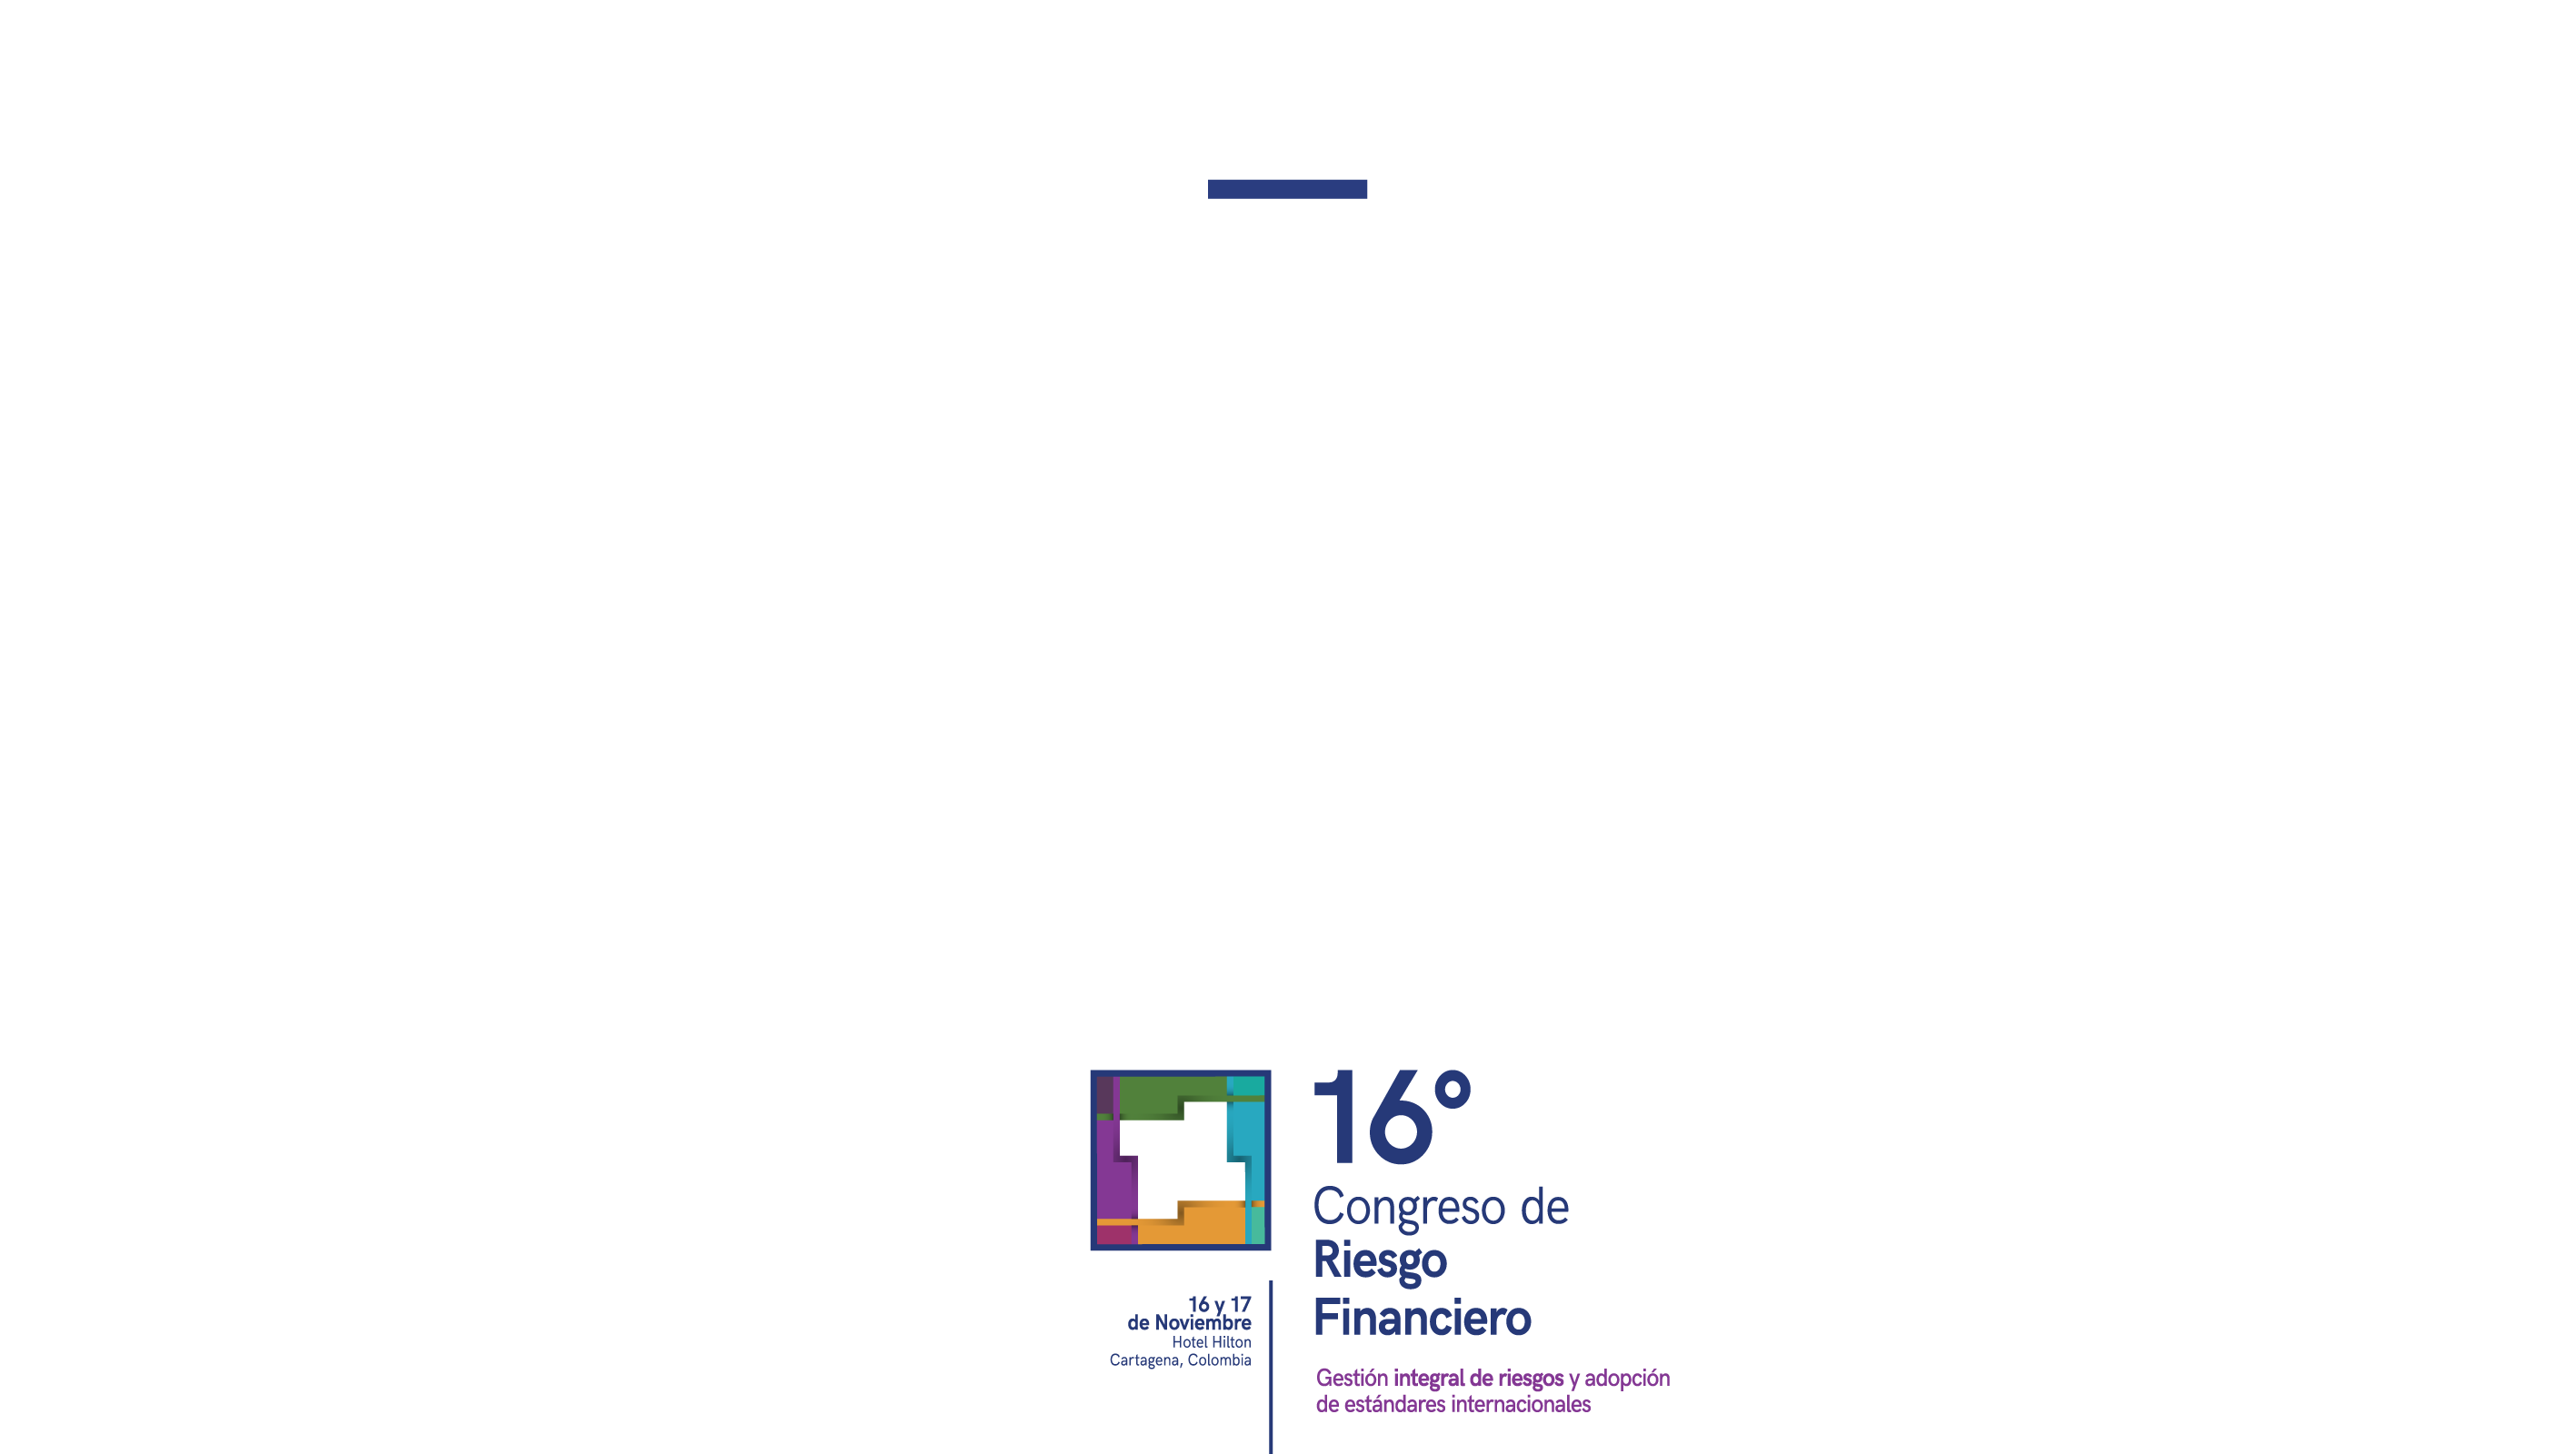 16°
Congreso de
Riesgo
Financiero
16 y 17
de Noviembre
Hotel Hilton
Cartagena, Colombia
Gestión integral de riesgos y adopción
de estándares internacionales